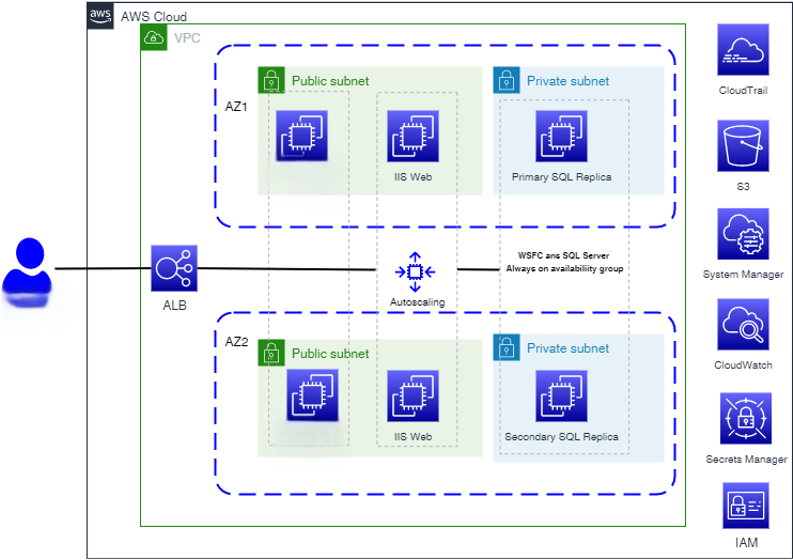 aws
AWS Cloud
VPC
AZ1
Public subnet
Private subnet
IIS Web
Primary SQL Replica
ALB
Autoscaling
WSFC ans SQL Server
Always on availabiliity group
AZ2
Public subnet
Private subnet
IIS Web
Secondary SQL Replica
CloudTrail
S3
System Manager
CloudWatch
Secrets Manager
IAM